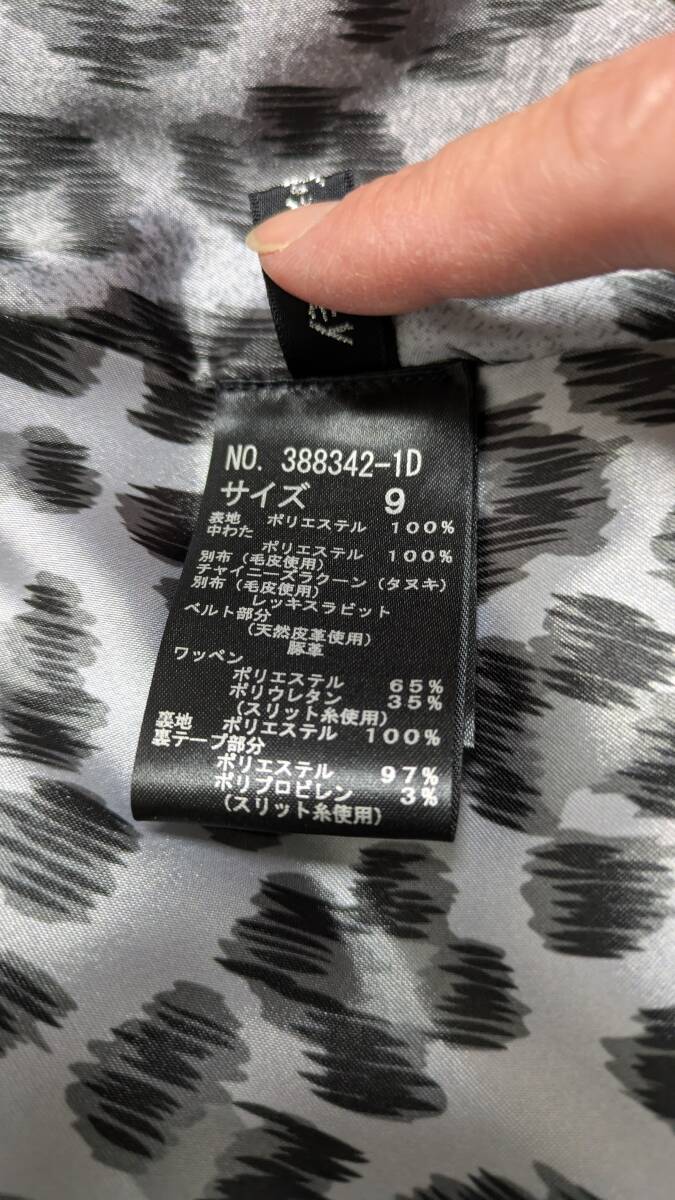 NO. 388342-1D
サイズ 9
表地 ポリエステル 100%
中わた
ポリエステル 100%
別布(毛皮使用)
チャイニーズラクーン(タヌキ)
別布(毛皮使用)
レッキスラビット
ベルト部分
(天然皮革使用)
豚革
ワッペン
ポリエステル 65%
ポリウレタン 35%
(スリット糸使用)
裏地 ポリエステル 100%
裏テープ部分
ポリエステル 97%
ポリプロピレン 3%
(スリット糸使用)